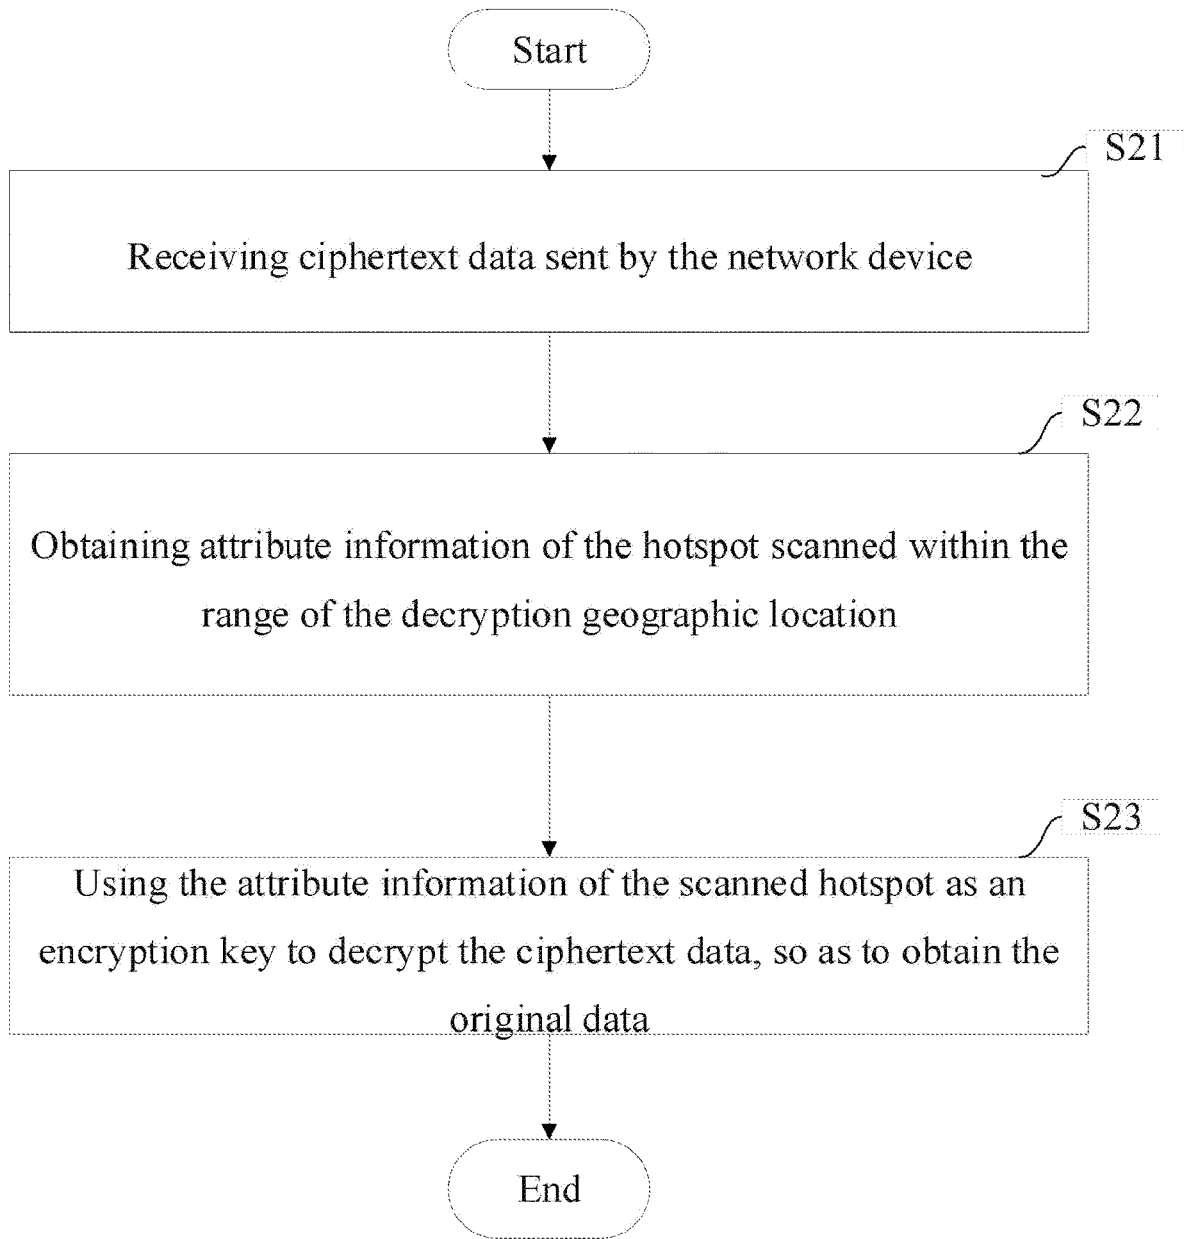 Start
S21
Receiving ciphertext data sent by the network device
S22
Obtaining attribute information of the hotspot scanned within the
range of the decryption geographic location
S23
Using the attribute information of the scanned hotspot as an
encryption key to decrypt the ciphertext data, so as to obtain the
original data
End